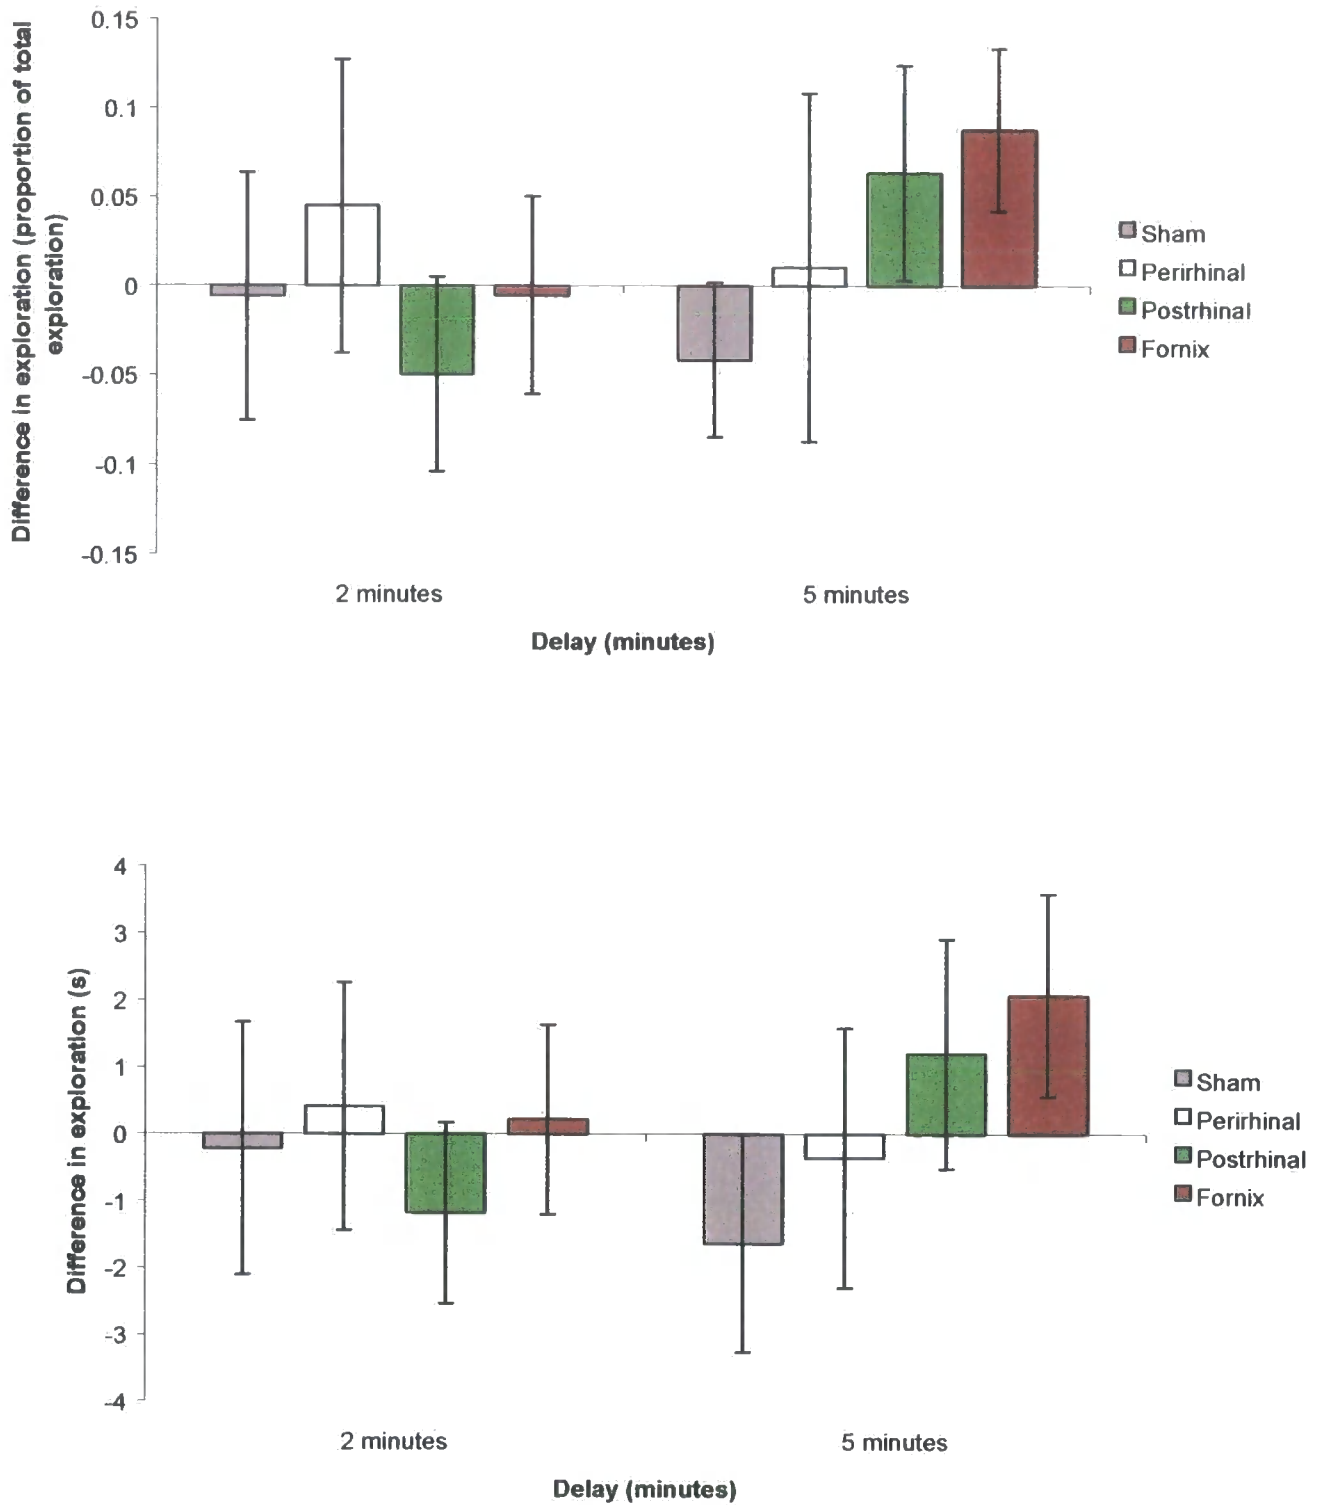 Difference in exploration (proportion of total
exploration)
0.15
0.1
0.05
0
-0.05
-0.1
-0.15
2 minutes
5 minutes
Delay (minutes)
Sham
Perirhinal
Postrhinal
Fornix
Difference in exploration (s)
4
3
2
1
0
-1
-2
-3
-4
2 minutes
5 minutes
Delay (minutes)
Sham
Perirhinal
Postrhinal
Fornix